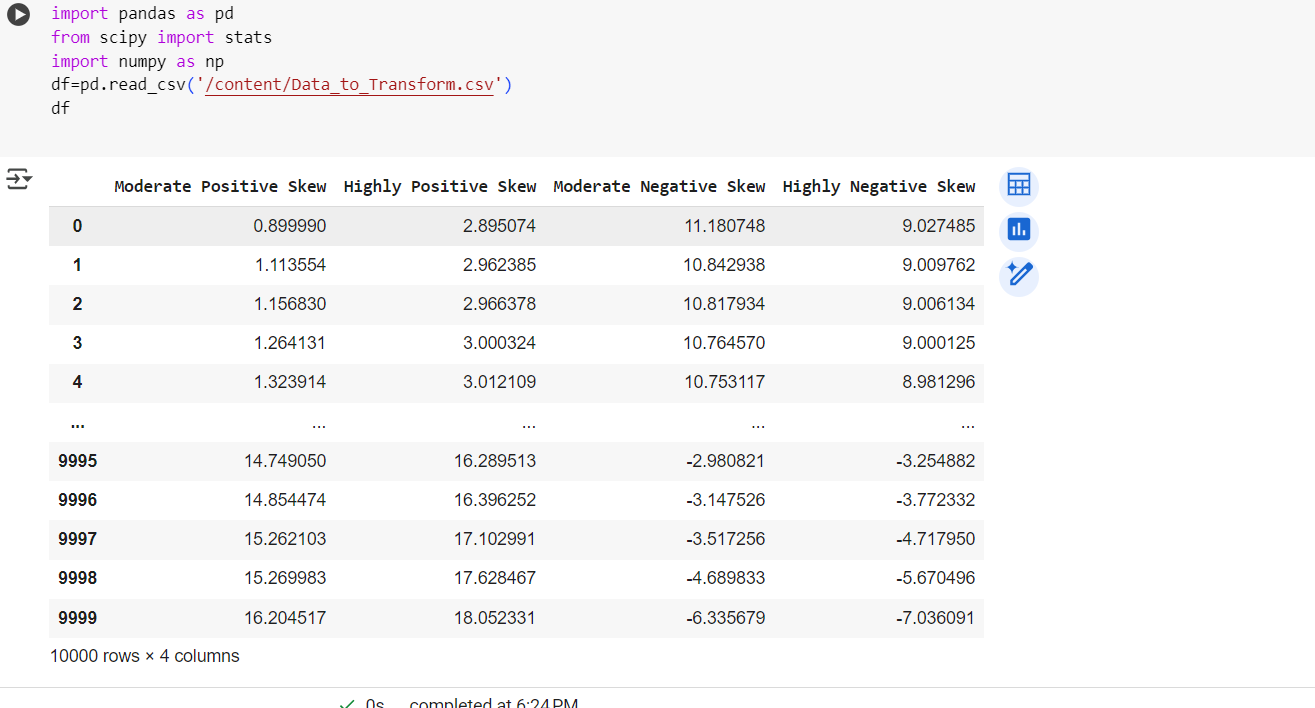 import pandas as pd
from scipy import stats
import numpy as np
df=pd.read_csv('/content/Data_to_Transform.csv')
df
Moderate Positive Skew Highly Positive Skew Moderate Negative Skew Highly Negative Skew
0 0.899990 2.895074 11.180748 9.027485
1 1.113554 2.962385 10.842938 9.009762
2 1.156830 2.966378 10.817934 9.006134
3 1.264131 3.000324 10.764570 9.000125
4 1.323914 3.012109 10.753117 8.981296
... ... ... ... ...
9995 14.749050 16.289513 -2.980821 -3.254882
9996 14.854474 16.396252 -3.147526 -3.772332
9997 15.262103 17.102991 -3.517256 -4.717950
9998 15.269983 17.628467 -4.689833 -5.670496
9999 16.204517 18.052331 -6.335679 -7.036091
10000 rows × 4 columns
0s completed at 6:24 PM